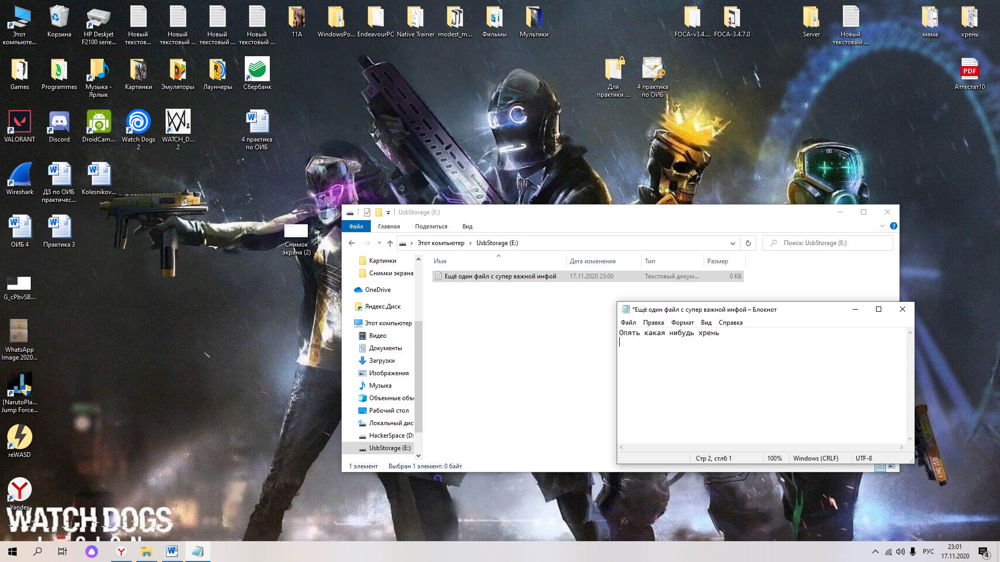 Этот компьюте...
Корзина
HP Deskjet F2100 serie...
Новый текстов...
Новый текстовый ...
Новый текстовый ...
Новый текстовый ...
11А
WindowsPo...
EndeavourPC
Native Trainer
modest_m...
Фильмы
Мультики
FOCA-v3.4....
FOCA-3.4.7.0
Server
Новый текстовый ...
мама
хрень
Games
Programmes
Музыка - Ярлык
Картинки
Эмуляторы
Лаунчеры
Сбербанк
Для практики ...
4 практика по ОИБ
PDF
Аттестат10
VALORANT
Discord
DroidCam...
Watch Dogs 2
WATCH_D... 2
4 практика по ОИБ
Wireshark
ДЗ по ОИБ практичес...
Kolesnikov...
ОИБ 4
Практика 3
Снимок экрана (2)
G_cPbvSB...
WhatsApp Image 2020...
[NarutoPla... Jump Force...
reWASD
Yandex
WATCH DOGS
LEGION
UsbStorage (E:)
Файл
Главная
Поделиться
Вид
Этот компьютер
UsbStorage (E:)
Поиск: UsbStorage (E:)
Имя
Дата изменения
Тип
Размер
Ещё один файл с супер важной инфой
17.11.2020 23:00
Текстовый докум...
0 КБ
Картинки
Снимки экрана
OneDrive
Яндекс.Диск
Этот компьютер
Видео
Документы
Загрузки
Изображения
Музыка
Объемные объ
Рабочий стол
Локальный дис
HackerSpace (D:
UsbStorage (E:)
1 элемент
Выбран 1 элемент: 0 байт
*Ещё один файл с супер важной инфой – Блокнот
Файл Правка Формат Вид Справка
Опять какая нибудь хрень
Стр 2, стлб 1
100%
Windows (CRLF)
UTF-8
TEST ONLY
РУС
23:01
17.11.2020
4